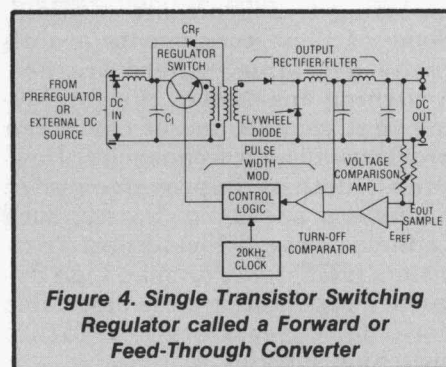 CRF
REGULATOR
SWITCH
OUTPUT
RECTIFIER/FILTER
FROM
PREREGULATOR
OR
EXTERNAL DC
SOURCE
+
DC
IN
−
CI
FLYWHEEL
DIODE
+
DC OUT
−
PULSE
WIDTH
MOD.
VOLTAGE
COMPARISON
AMPL.
CONTROL
LOGIC
EOUT
SAMPLE
EREF
TURN-OFF
COMPARATOR
20KHz
CLOCK
Figure 4. Single Transistor Switching
Regulator called a Forward or
Feed-Through Converter